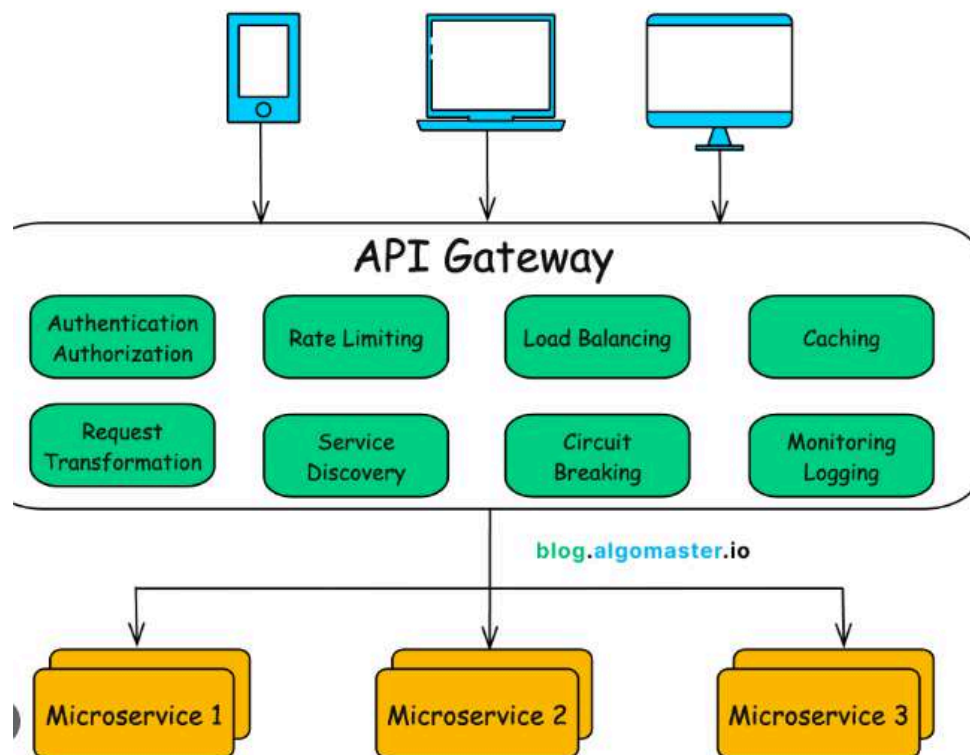 API Gateway
Authentication
Authorization
Rate Limiting
Load Balancing
Caching
Request
Transformation
Service
Discovery
Circuit
Breaking
Monitoring
Logging
blog.algomaster.io
Microservice 1
Microservice 2
Microservice 3